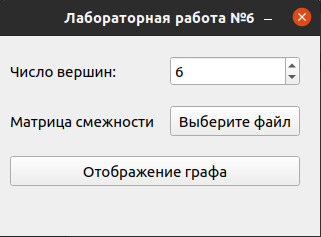 Лабораторная работа №6
Число вершин: 6
Матрица смежности Выберите файл
Отображение графа